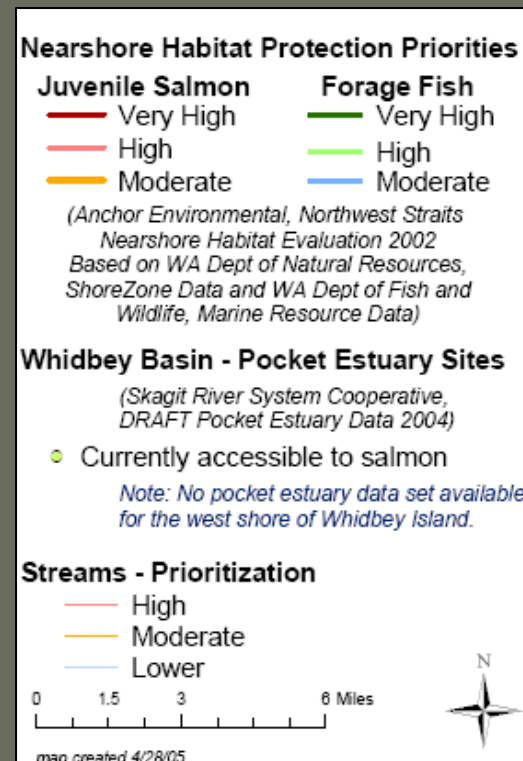 Nearshore Habitat Protection Priorities
Juvenile Salmon Forage Fish
Very High Very High
High High
Moderate Moderate
(Anchor Environmental, Northwest Straits
Nearshore Habitat Evaluation 2002
Based on WA Dept of Natural Resources,
ShoreZone Data and WA Dept of Fish and
Wildlife, Marine Resource Data)
Whidbey Basin - Pocket Estuary Sites
(Skagit River System Cooperative,
DRAFT Pocket Estuary Data 2004)
Currently accessible to salmon
Note: No pocket estuary data set available
for the west shore of Whidbey Island.
Streams - Prioritization
High
Moderate
Lower
N
0 1.5 3 6 Miles
map created 4/28/05